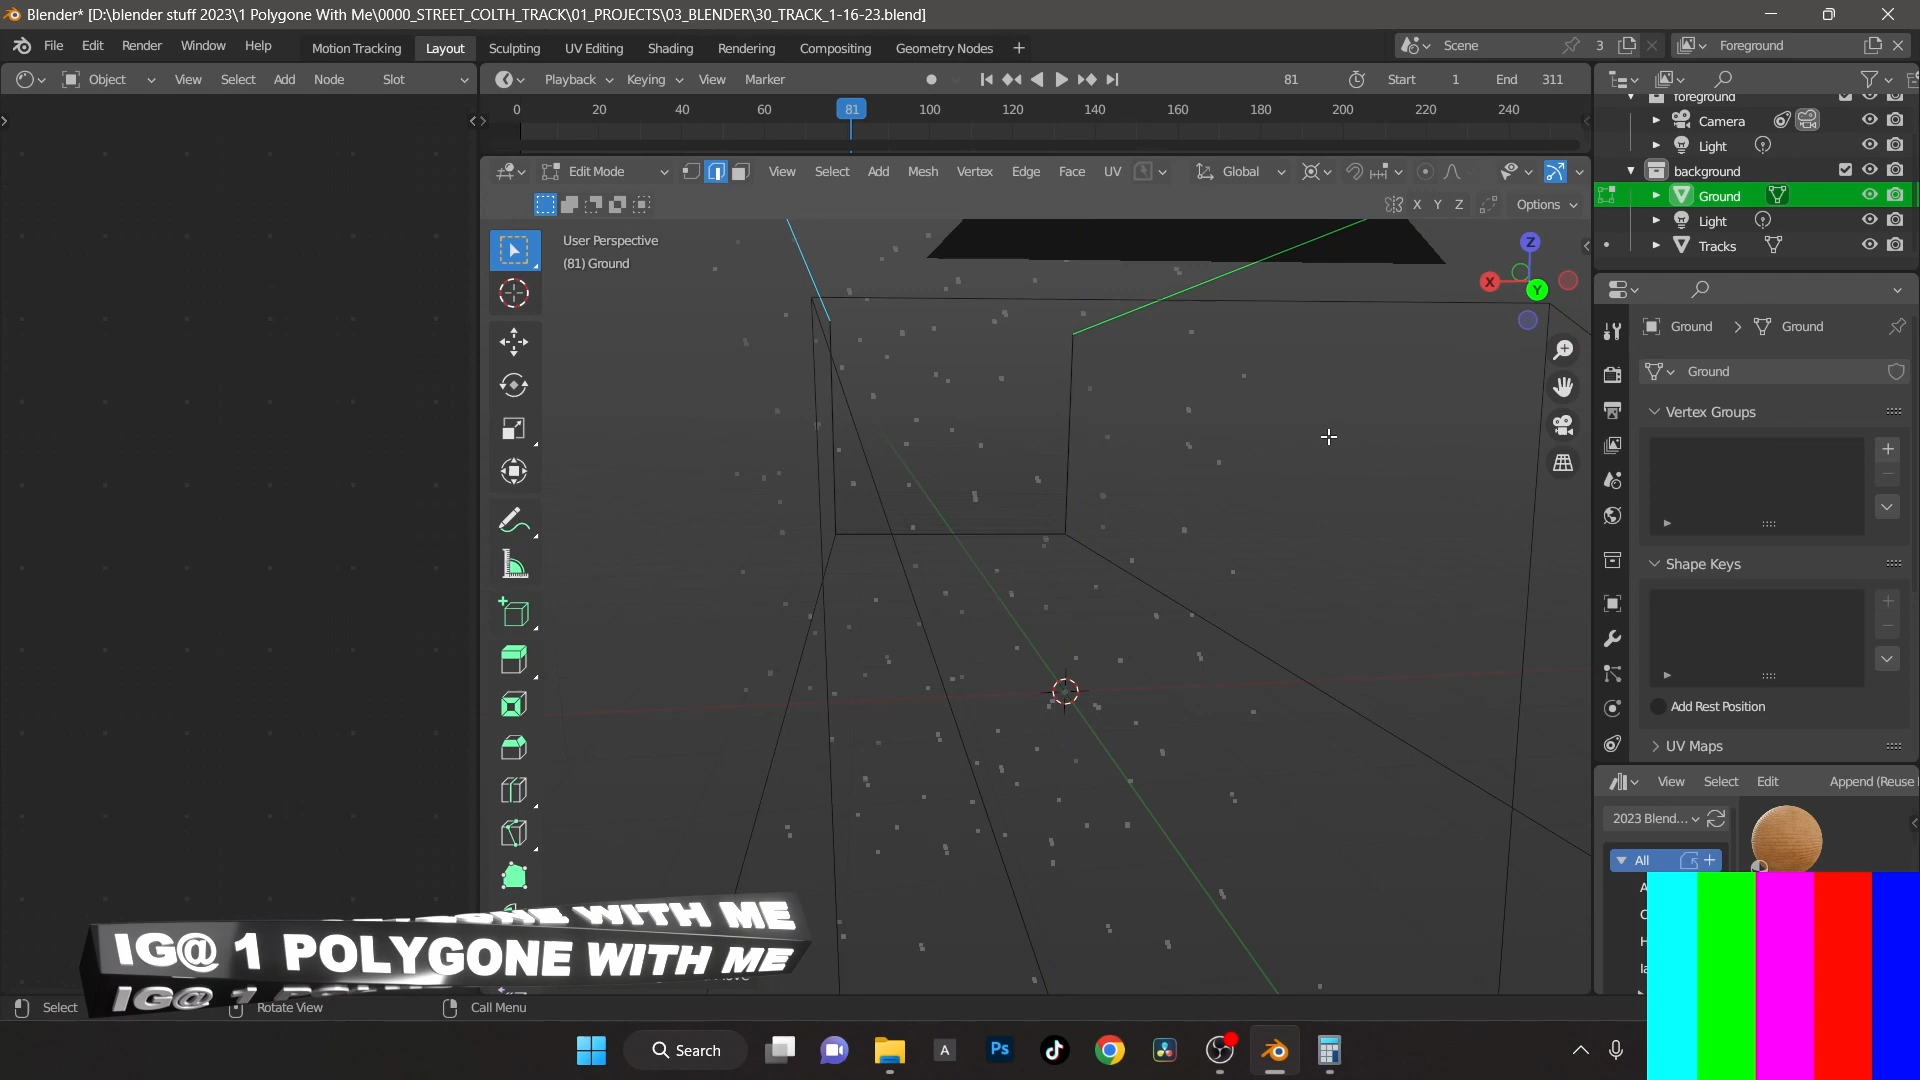 Blender* [D:\blender stuff 2023\1 Polygone With Me\0000_STREET_COLTH_TRACK\01_PROJECTS\03_BLENDER\30_TRACK_1-16-23.blend]
File Edit Render Window Help
Motion Tracking Layout Sculpting UV Editing Shading Rendering Compositing Geometry Nodes +
Scene 3 Foreground
Object View Select Add Node Slot
Playback Keying View Marker 81 Start 1 End 311
0 20 40 60 81 100 120 140 160 180 200 220 240
foreground
Camera
Light
background
Ground
Light
Tracks
Edit Mode View Select Add Mesh Vertex Edge Face UV Global
X Y Z Options
User Perspective
(81) Ground
Z
X
Y
Ground > Ground
Ground
Vertex Groups
Shape Keys
Add Rest Position
UV Maps
View Select Edit Append (Reuse
2023 Blend...
All
IG@ 1 POLYGONE WITH ME
Select Rotate View Call Menu
Search
A
Ps